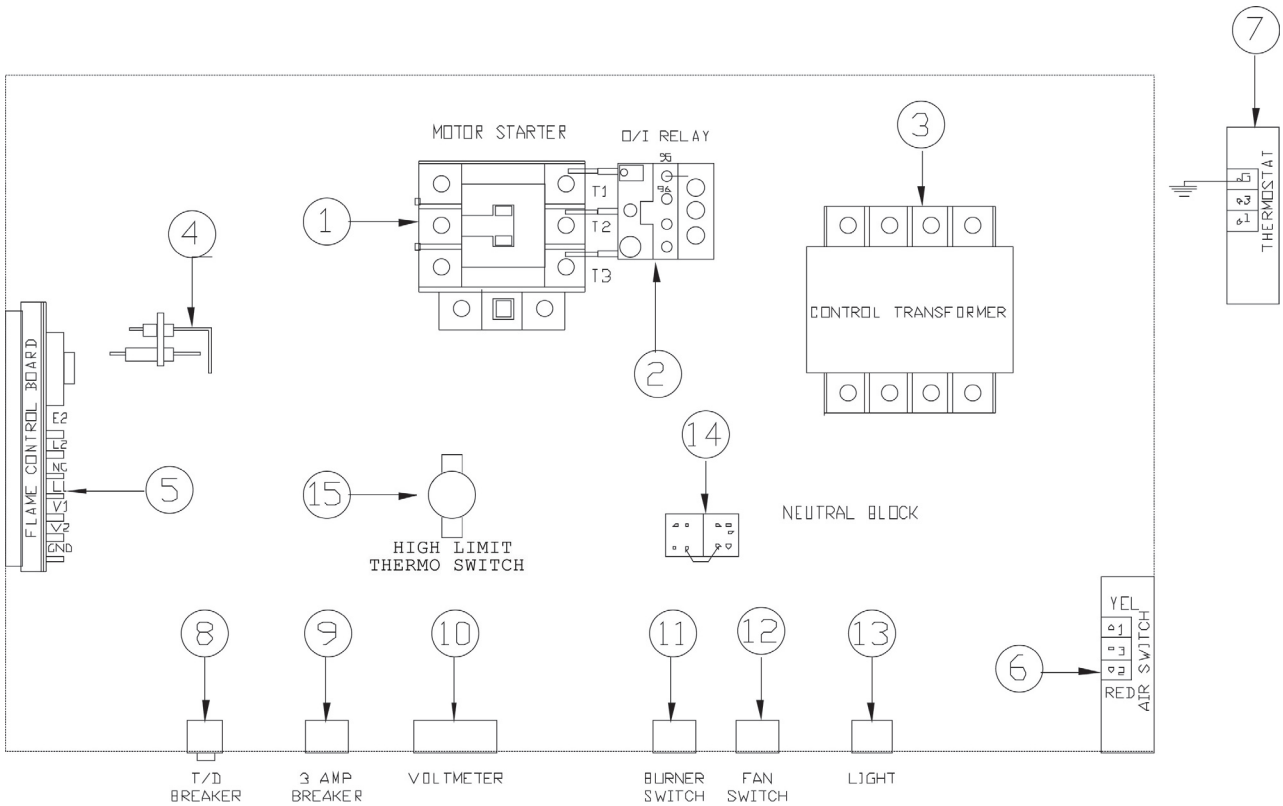 7
MOTOR STARTER
O/I RELAY
3
95
96
T1
1
T2
T3
4
2
CONTROL TRANSFORMER
THERMOSTAT
3
1
FLAME CONTROL BOARD
E2
L2
NC
L1
V1
V2
GND
5
14
15
HIGH LIMIT
THERMO SWITCH
NEUTRAL BLOCK
8
9
10
11
12
13
6
YEL
1
3
2
RED
AIR SWITCH
T/D
BREAKER
3 AMP
BREAKER
VOLTMETER
BURNER
SWITCH
FAN
SWITCH
LIGHT